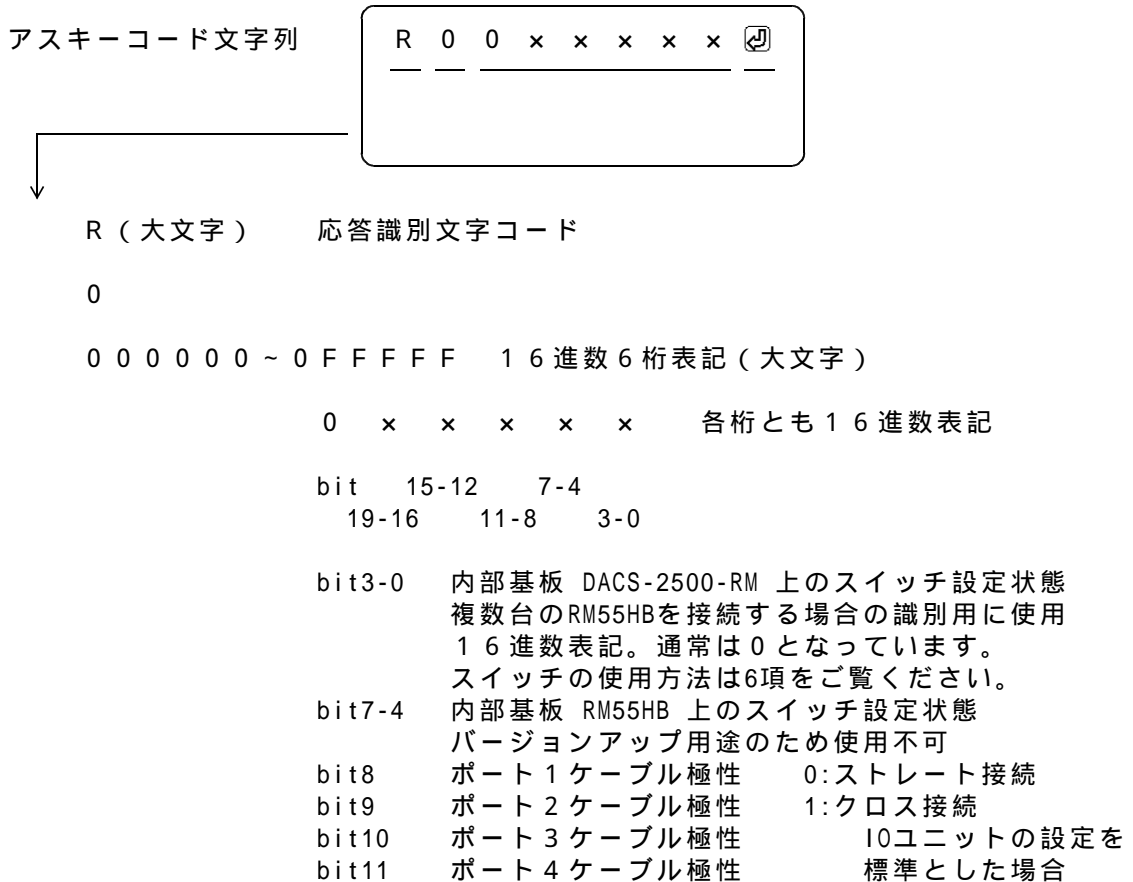 アスキーコード文字列 R 0 0 × × × × × ↵
R(大文字) 応答識別文字コード
0
000000~0FFFFF 16進数6桁表記(大文字)
0 × × × × × 各桁とも16進数表記
bit 15-12 7-4
19-16 11-8 3-0
bit3-0 内部基板 DACS-2500-RM 上のスイッチ設定状態
複数台のRM55HBを接続する場合の識別用に使用
16進数表記。通常は0となっています。
スイッチの使用方法は6項をご覧ください。
bit7-4 内部基板 RM55HB 上のスイッチ設定状態
バージョンアップ用途のため使用不可
bit8 ポート1ケーブル極性 0:ストレート接続
bit9 ポート2ケーブル極性 1:クロス接続
bit10 ポート3ケーブル極性 IOユニットの設定を
bit11 ポート4ケーブル極性 標準とした場合